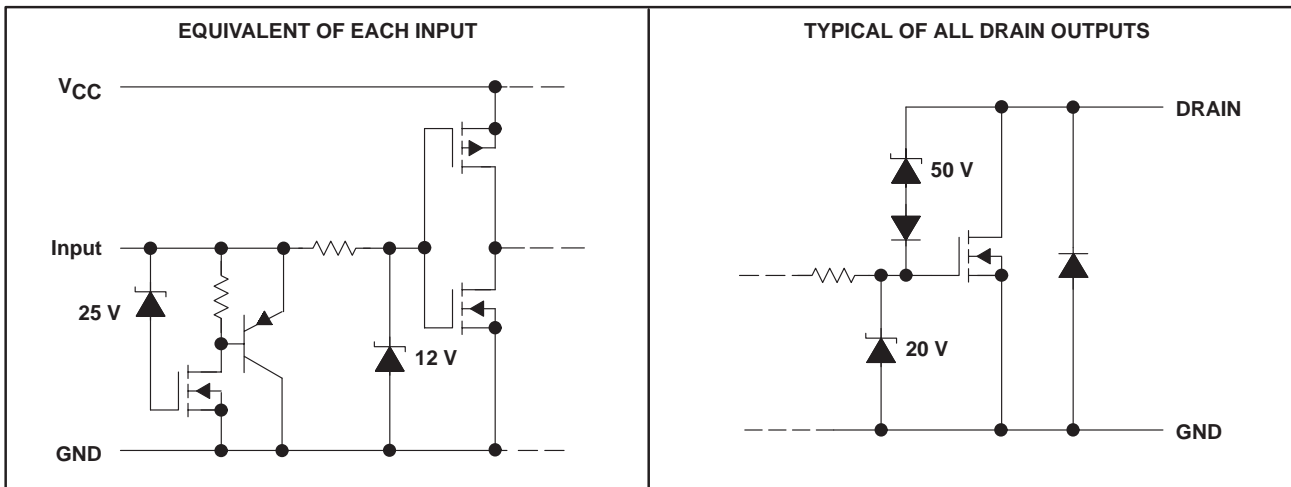 EQUIVALENT OF EACH INPUT
VCC
Input
25 V
12 V
GND
TYPICAL OF ALL DRAIN OUTPUTS
DRAIN
50 V
20 V
GND